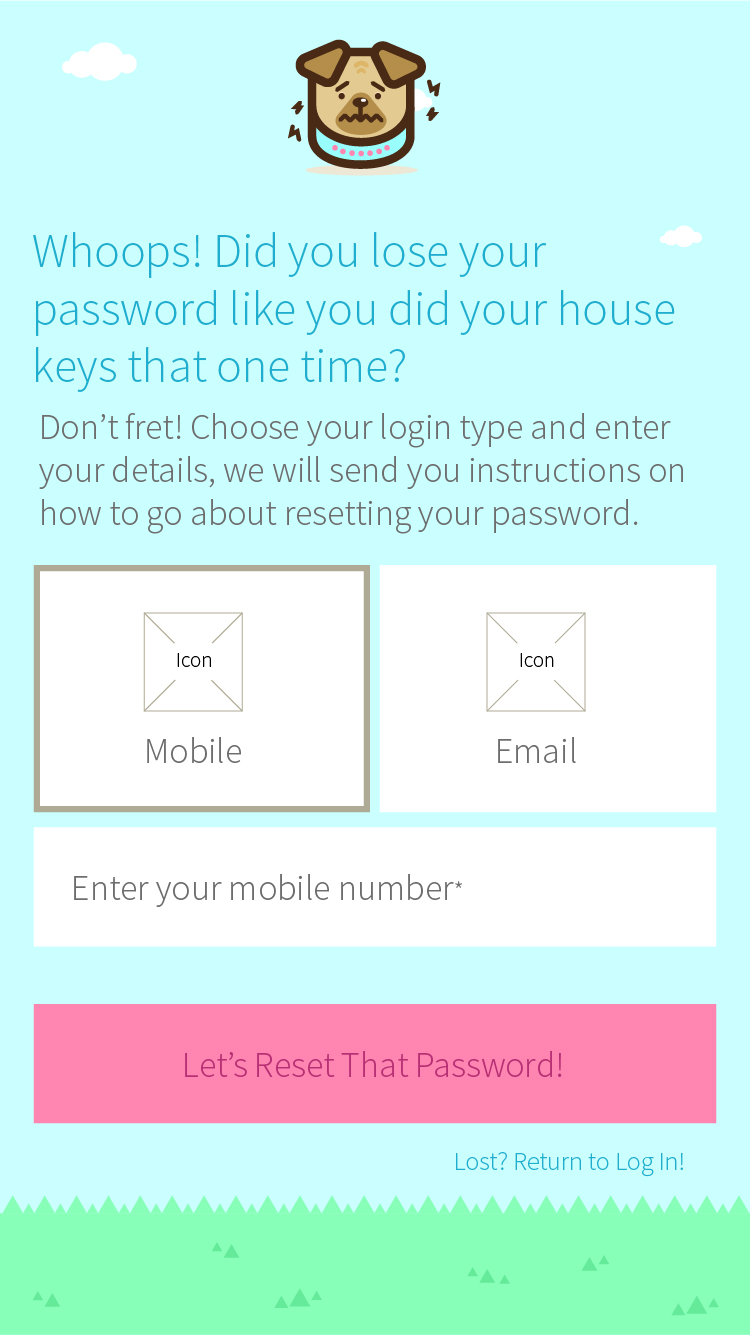 Whoops! Did you lose your
password like you did your house
keys that one time?
Don’t fret! Choose your login type and enter
your details, we will send you instructions on
how to go about resetting your password.
Icon
Icon
Mobile
Email
Enter your mobile number*
Let’s Reset That Password!
Lost? Return to Log In!